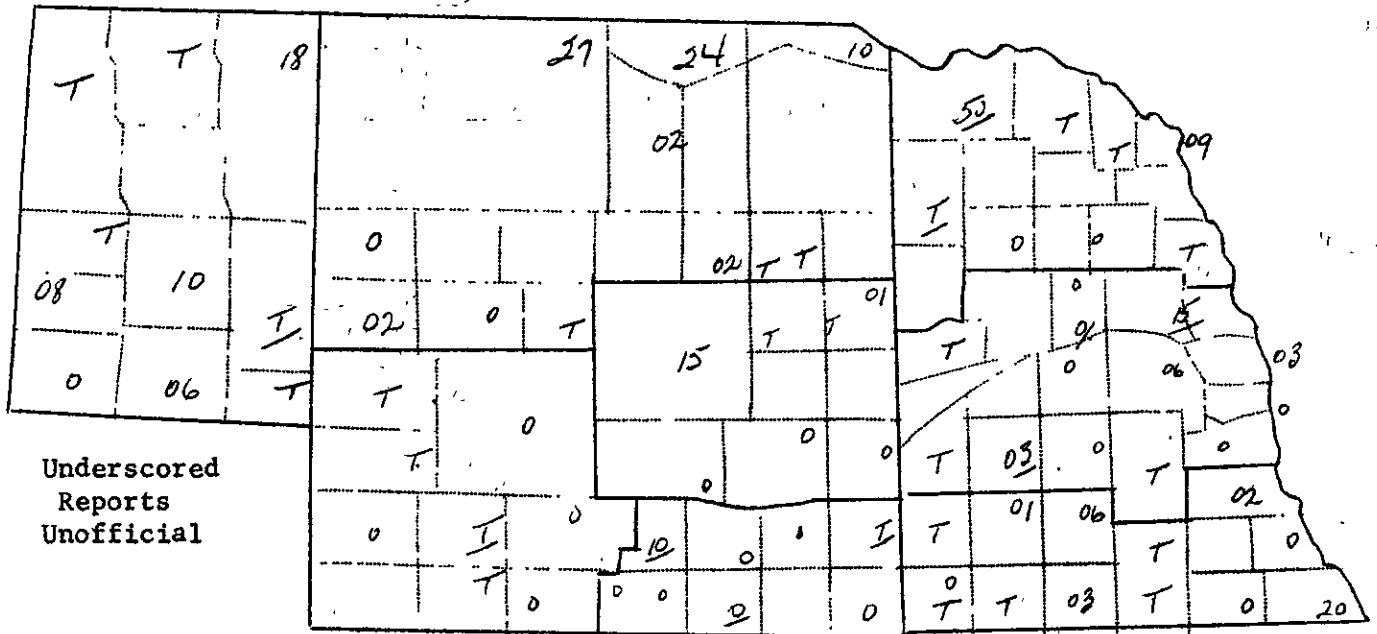 T T 18 27 24 10
02
50 T T 09
T
T 0 02 T T 0 0 T
08 10 0
T 02 0 T 01
15 T T T 0
0 06 T T 0 06 03
0
T 0 0 0
T 0 T 03 0 T 0
Underscored
Reports
Unofficial
0 T 0 10 0 T T 01 06 T 02 0
T 0 0 0 0 0 0 T T 03 T 0 20